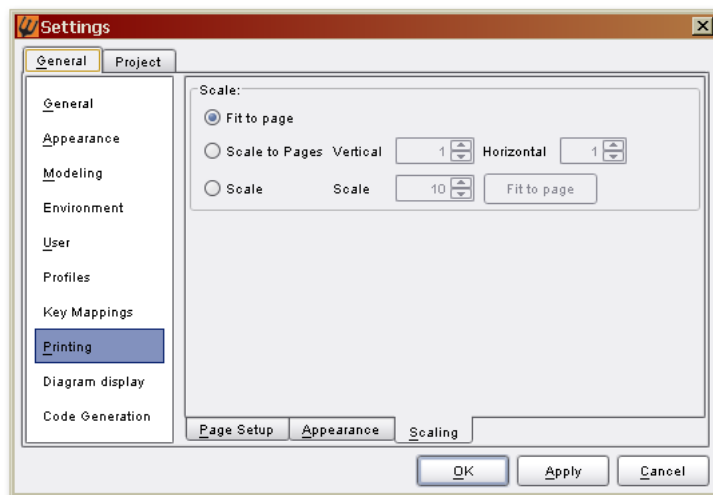 Settings
General Project
General
Appearance
Modeling
Environment
User
Profiles
Key Mappings
Printing
Diagram display
Code Generation
Scale:
Fit to page
Scale to Pages Vertical 1 Horizontal 1
Scale Scale 10 Fit to page
Page Setup Appearance Scaling
OK Apply Cancel